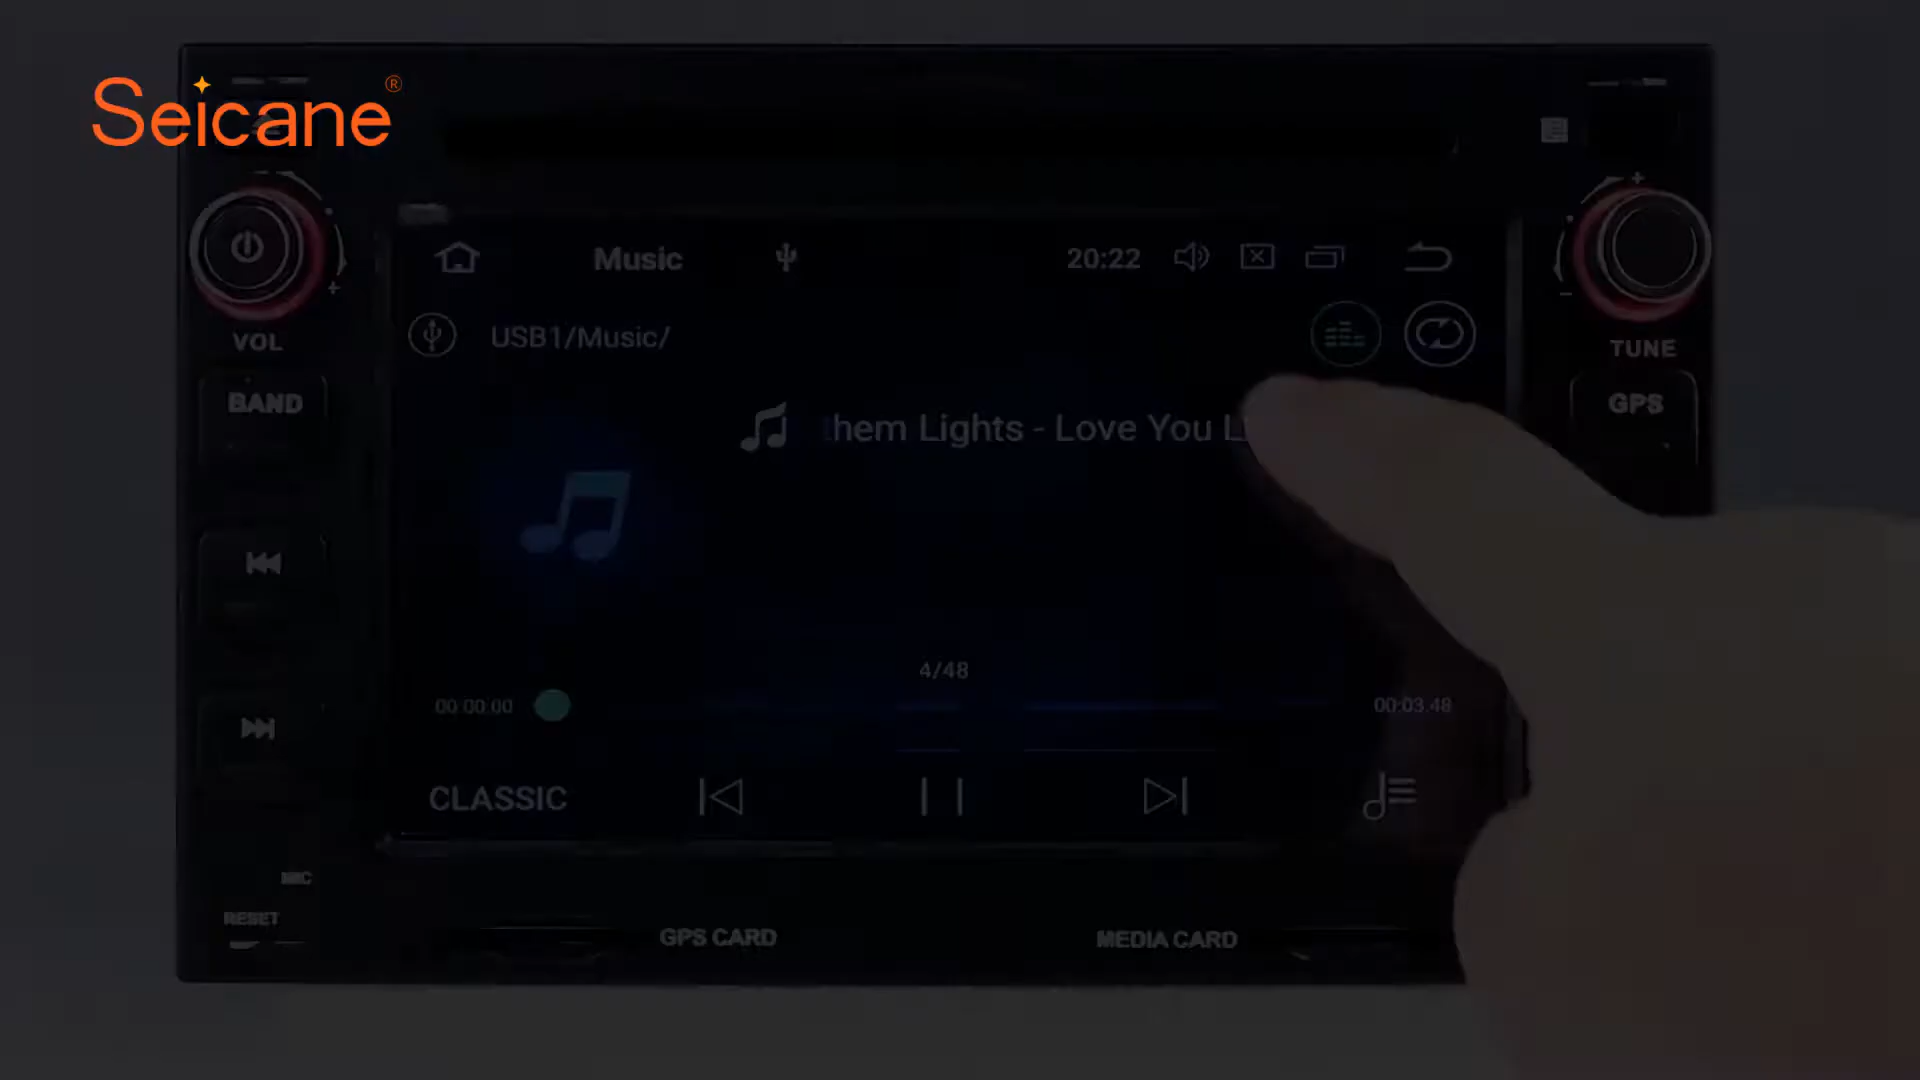 Seicane®
Music
20:22
VOL
USB1/Music/
TUNE
BAND
GPS
hem Lights - Love You L
4/48
00:00:00
00:03:48
CLASSIC
MIC
RESET
GPS CARD
MEDIA CARD